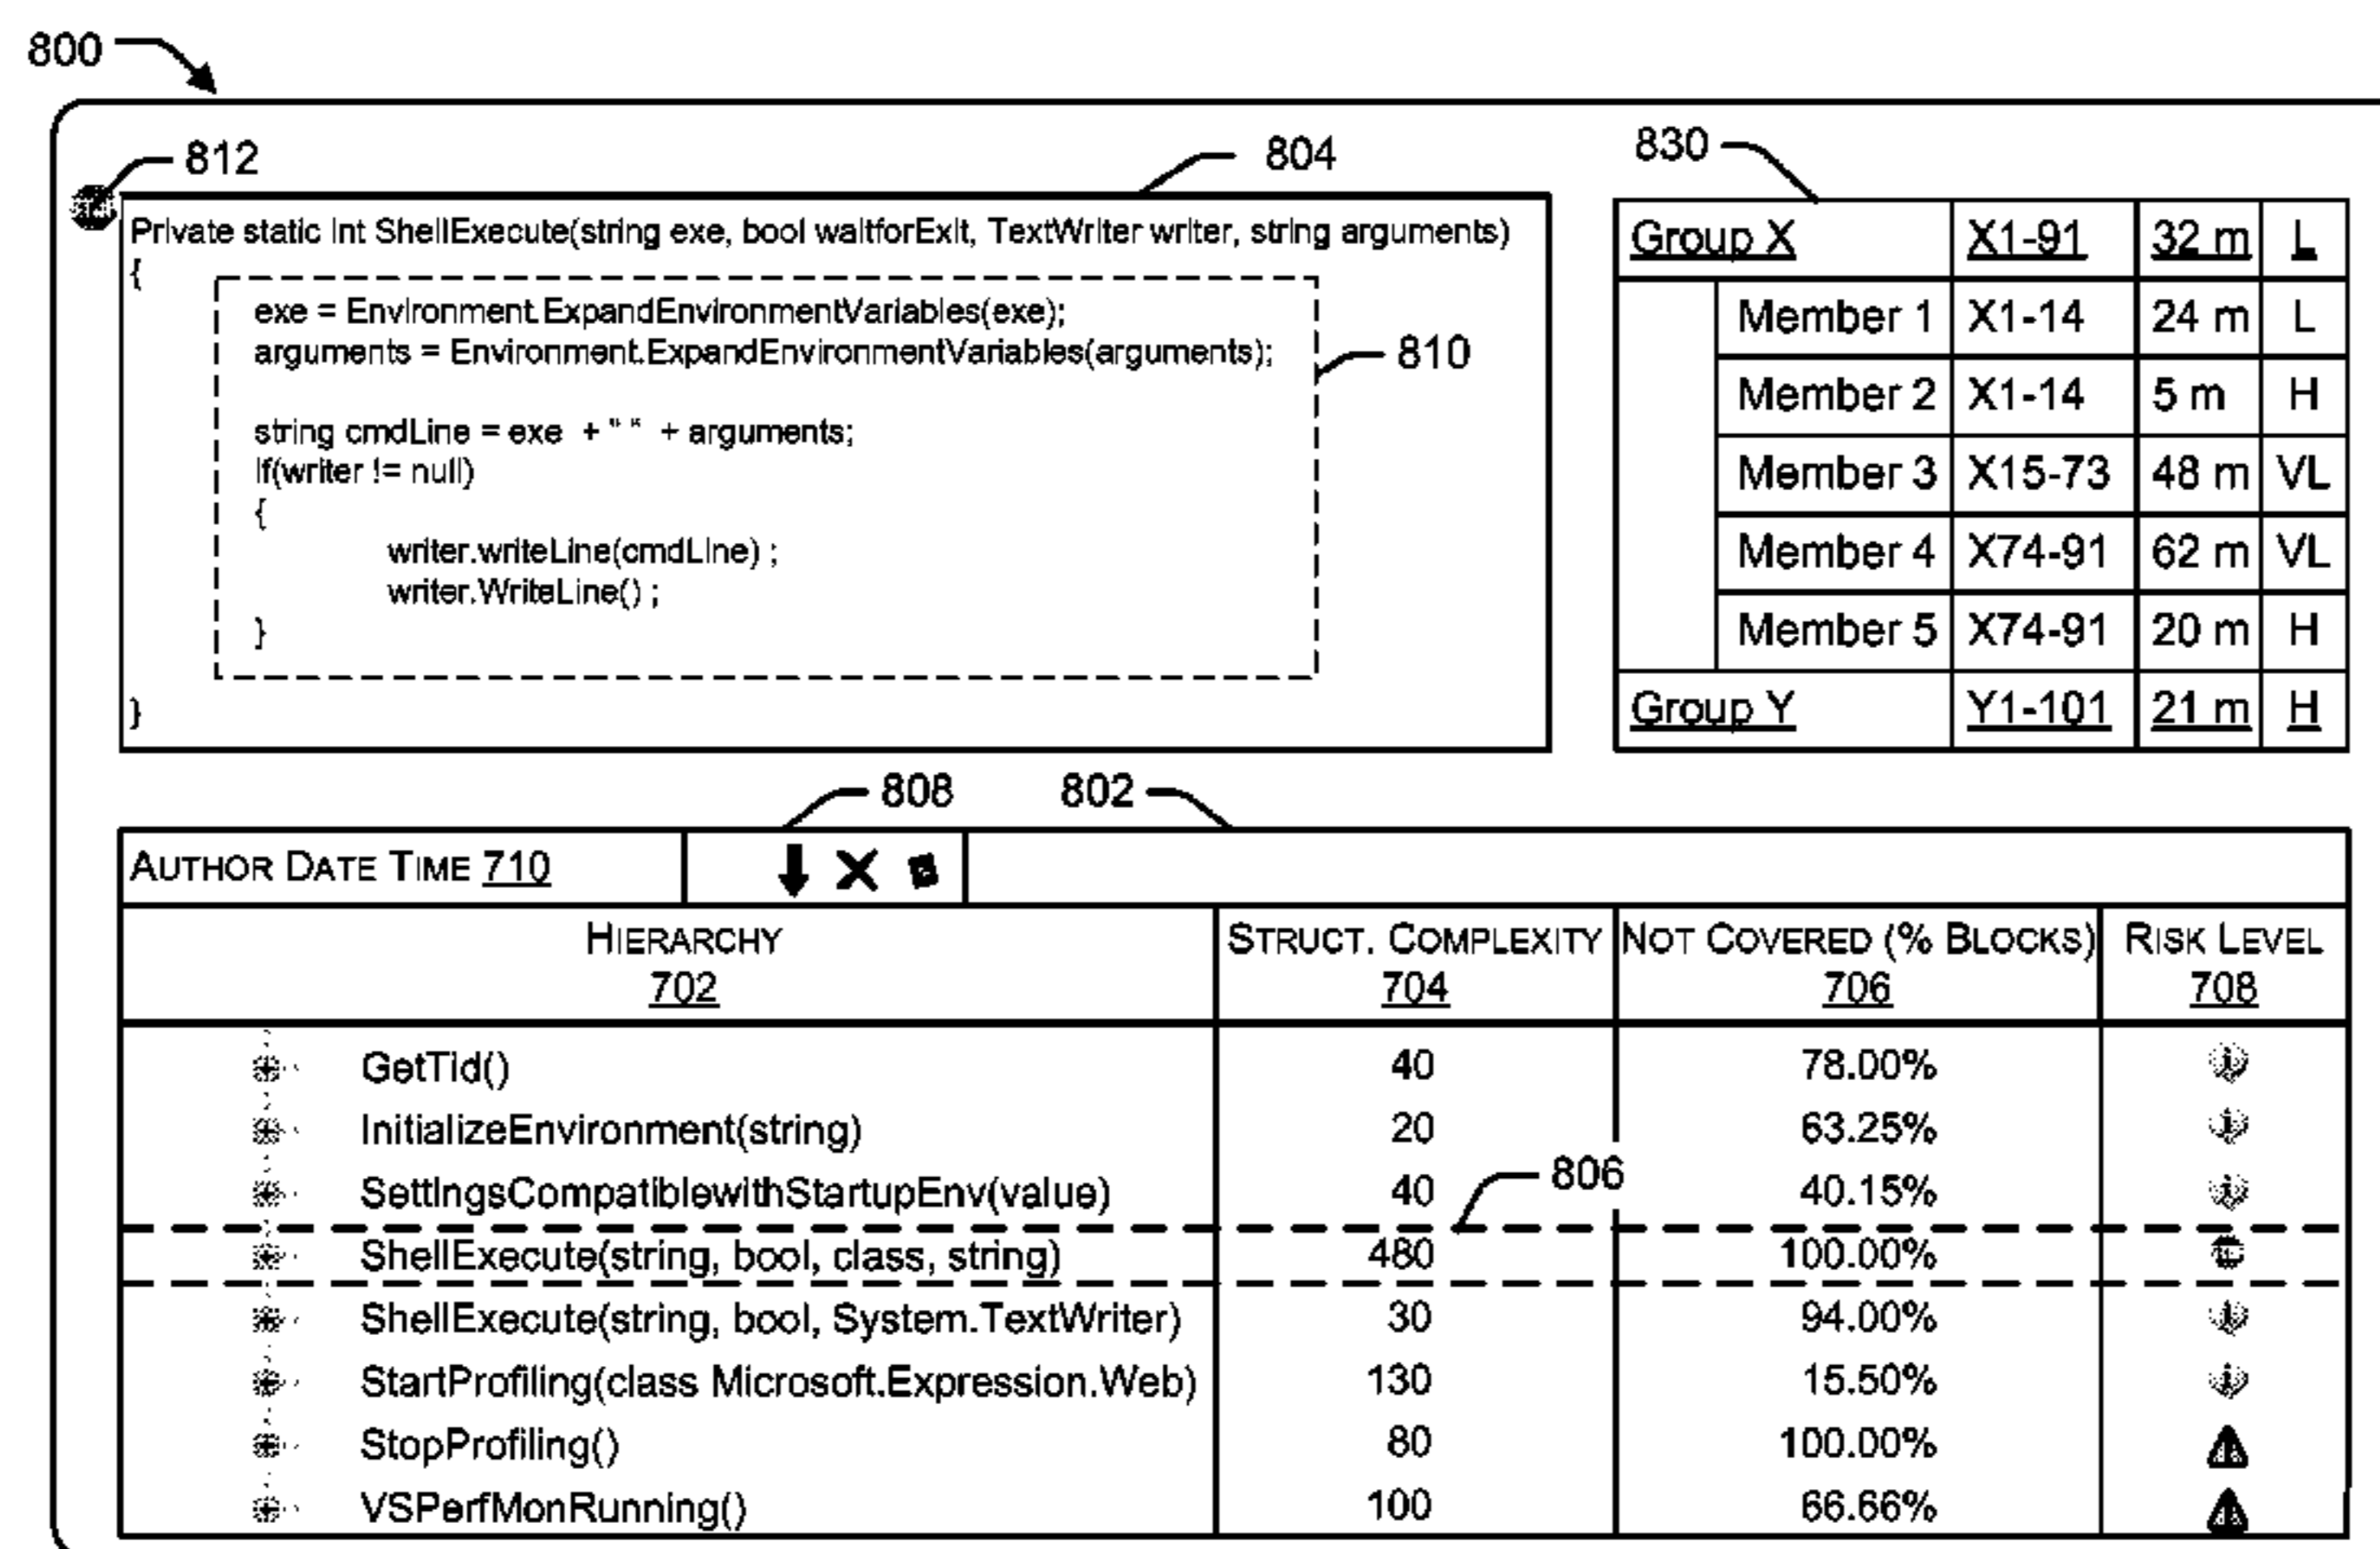 800
812
804
830
Private static int ShellExecute(string exe, bool waitforExit, TextWriter writer, string arguments)
{
exe = Environment.ExpandEnvironmentVariables(exe);
arguments = Environment.ExpandEnvironmentVariables(arguments);
810
string cmdLine = exe + " " + arguments;
if(writer != null)
{
writer.writeLine(cmdLine) ;
writer.WriteLine() ;
}
}
Group X X1-91 32 m L
Member 1 X1-14 24 m L
Member 2 X1-14 5 m H
Member 3 X15-73 48 m VL
Member 4 X74-91 62 m VL
Member 5 X74-91 20 m H
Group Y Y1-101 21 m H
808
802
AUTHOR DATE TIME 710
HIERARCHY STRUCT. COMPLEXITY NOT COVERED (% BLOCKS) RISK LEVEL
702 704 706 708
GetTid() 40 78.00%
InitializeEnvironment(string) 20 63.25%
806
SettingsCompatiblewithStartupEnv(value) 40 40.15%
ShellExecute(string, bool, class, string) 480 100.00%
ShellExecute(string, bool, System.TextWriter) 30 94.00%
StartProfiling(class Microsoft.Expression.Web) 130 15.50%
StopProfiling() 80 100.00%
VSPerfMonRunning() 100 66.66%